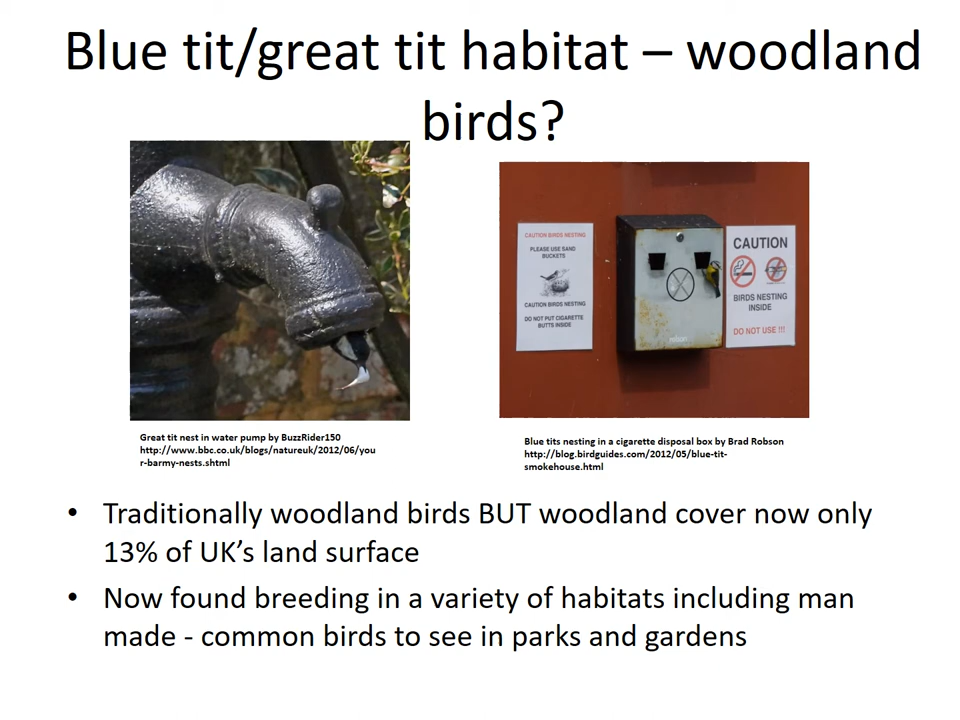 Blue tit/great tit habitat – woodland
birds?
CAUTION BIRDS NESTING
PLEASE USE SAND
BUCKETS
CAUTION BIRDS NESTING
DO NOT PUT CIGARETTE
BUTTS INSIDE
CAUTION
BIRDS NESTING
INSIDE
DO NOT USE !!!
Great tit nest in water pump by BuzzRider150
http://www.bbc.co.uk/blogs/natureuk/2012/06/you
r-barmy-nests.shtml
Blue tits nesting in a cigarette disposal box by Brad Robson
http://blog.birdguides.com/2012/05/blue-tit-
smokehouse.html
• Traditionally woodland birds BUT woodland cover now only
13% of UK's land surface
• Now found breeding in a variety of habitats including man
made - common birds to see in parks and gardens